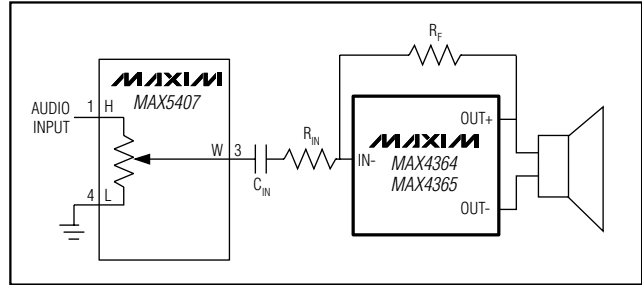 MAXIM
MAX5407
AUDIO
INPUT
1 H
W 3
4 L
C_IN
R_IN
R_F
IN-
MAXIM
MAX4364
MAX4365
OUT+
OUT-